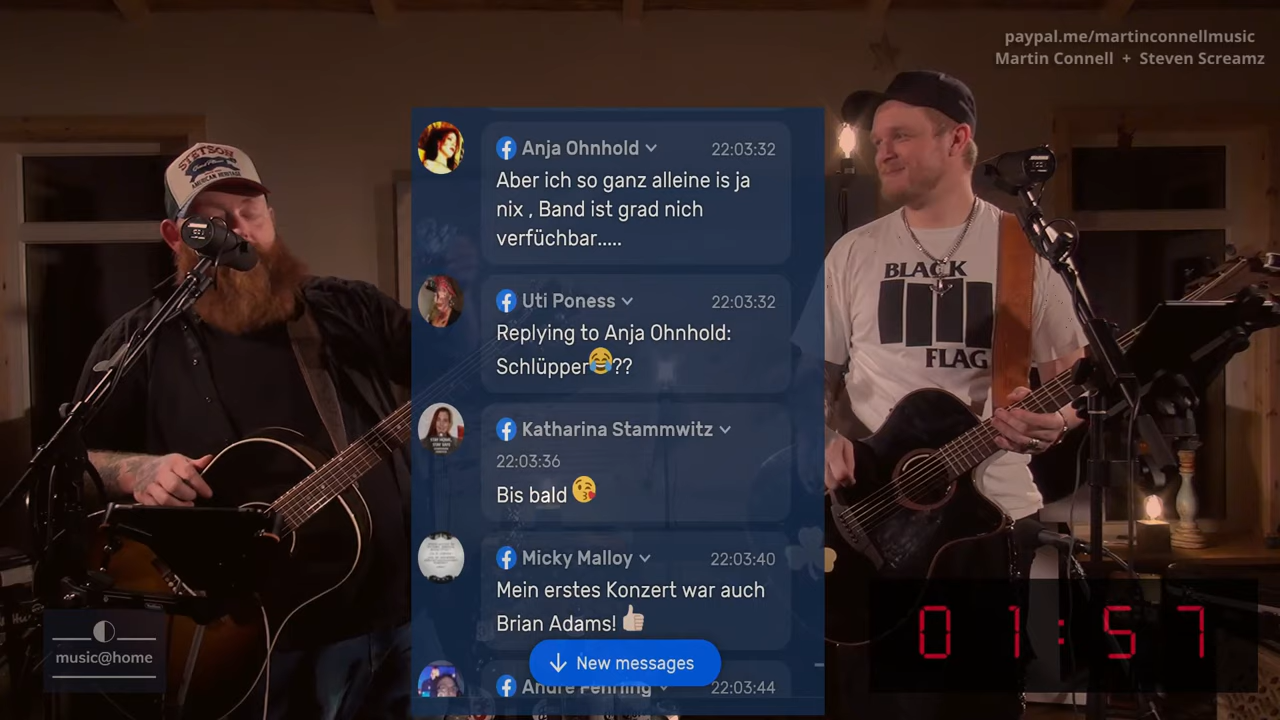 paypal.me/martinconnellmusic
Martin Connell + Steven Screamz
STETSON
AMERICAN HERITAGE
BLACK
FLAG
Anja Ohnhold 22:03:32
Aber ich so ganz alleine is ja
nix , Band ist grad nich
verfüchbar.....
Uti Poness 22:03:32
Replying to Anja Ohnhold:
Schlüpper😂??
Katharina Stammwitz
22:03:36
Bis bald 😘
Micky Malloy 22:03:40
Mein erstes Konzert war auch
Brian Adams! 👍🏻
New messages
André Fehrling 22:03:44
music@home
01:57